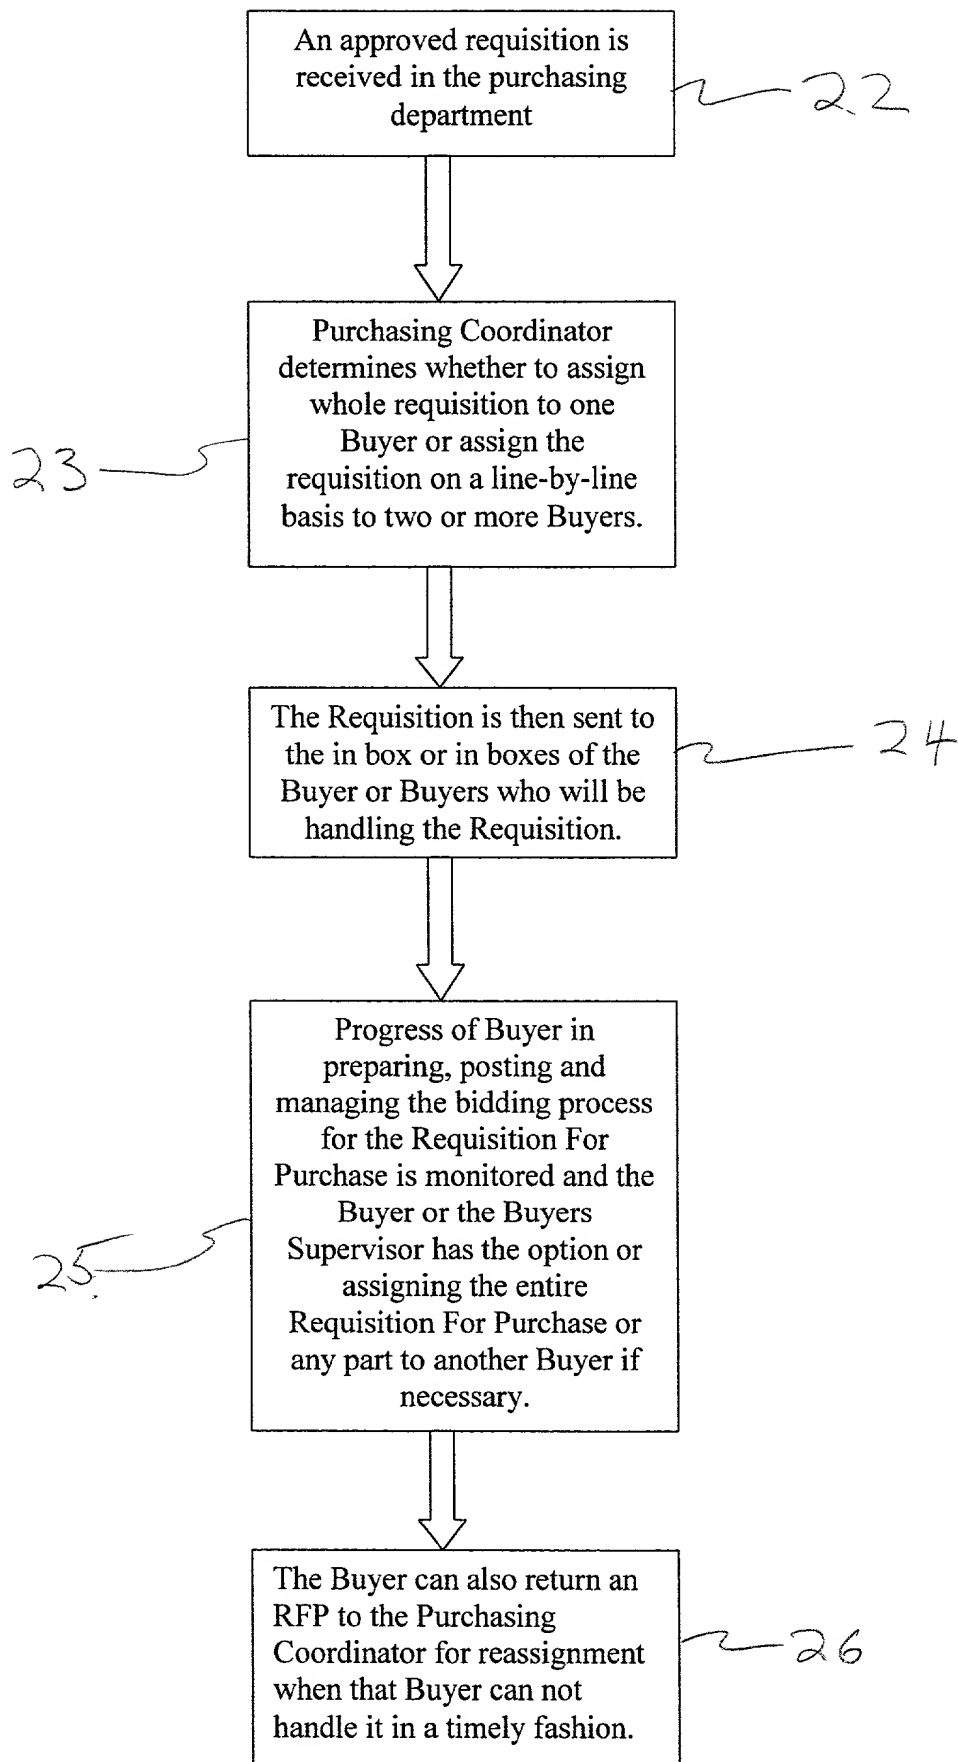 An approved requisition is
received in the purchasing
department
22
Purchasing Coordinator
determines whether to assign
whole requisition to one
Buyer or assign the
requisition on a line-by-line
basis to two or more Buyers.
23
The Requisition is then sent to
the in box or in boxes of the
Buyer or Buyers who will be
handling the Requisition.
24
Progress of Buyer in
preparing, posting and
managing the bidding process
for the Requisition For
Purchase is monitored and the
Buyer or the Buyers
Supervisor has the option or
assigning the entire
Requisition For Purchase or
any part to another Buyer if
necessary.
25
The Buyer can also return an
RFP to the Purchasing
Coordinator for reassignment
when that Buyer can not
handle it in a timely fashion.
26